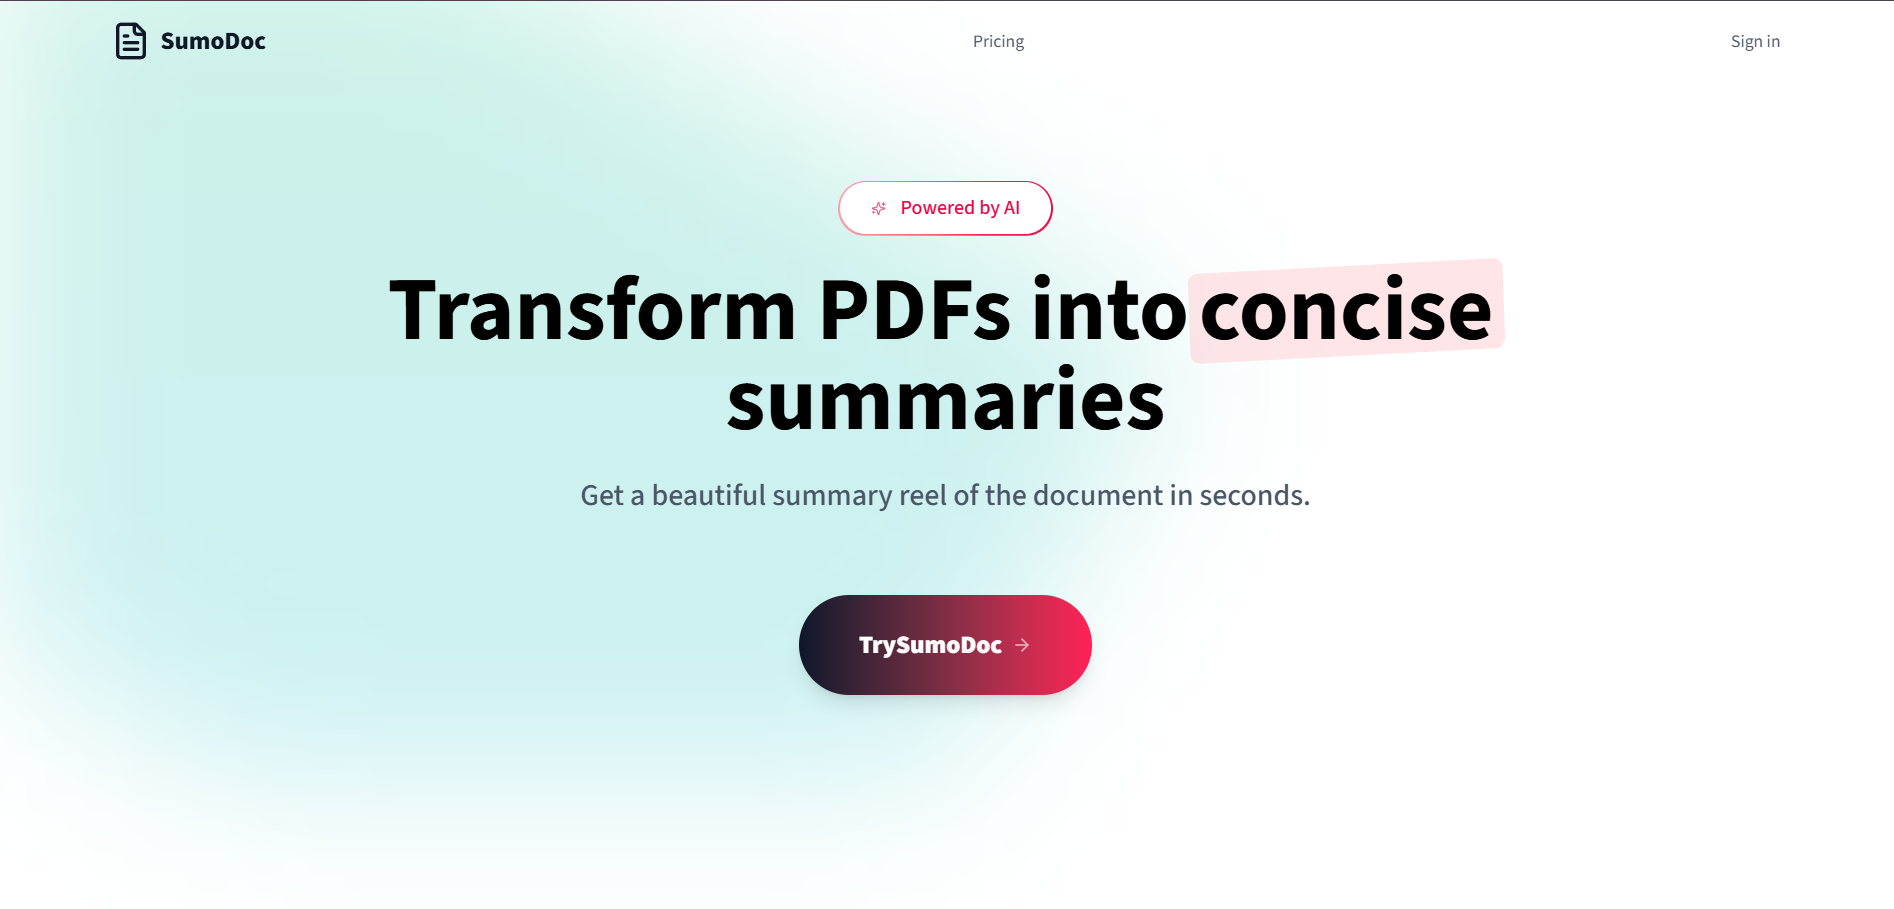 SumoDoc
Pricing
Sign in
Powered by AI
Transform PDFs into concise
summaries
Get a beautiful summary reel of the document in seconds.
TrySumoDoc